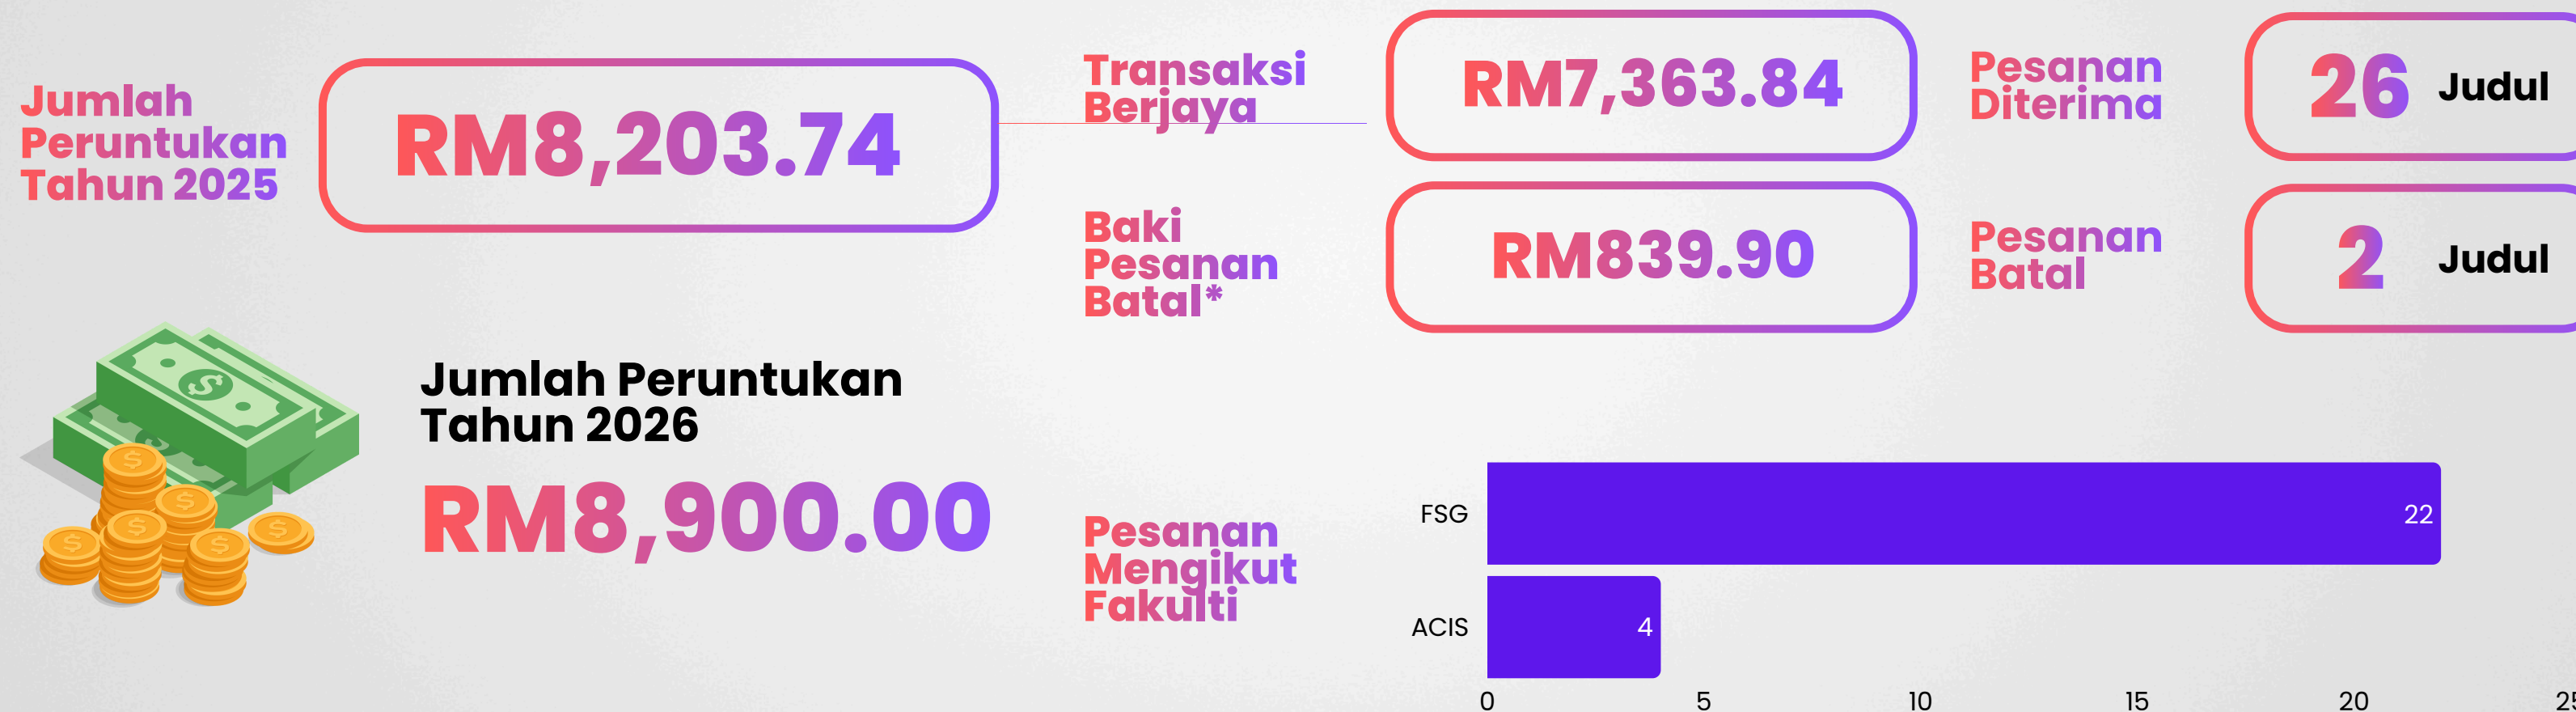 Jumlah
Peruntukan
Tahun 2025
RM8,203.74
Transaksi
Berjaya
RM7,363.84
Pesanan
Diterima
26 Judul
Baki
Pesanan
Batal*
RM839.90
Pesanan
Batal
2 Judul
Jumlah Peruntukan
Tahun 2026
RM8,900.00
Pesanan
Mengikut
Fakulti
FSG
22
ACIS
4
0 5 10 15 20